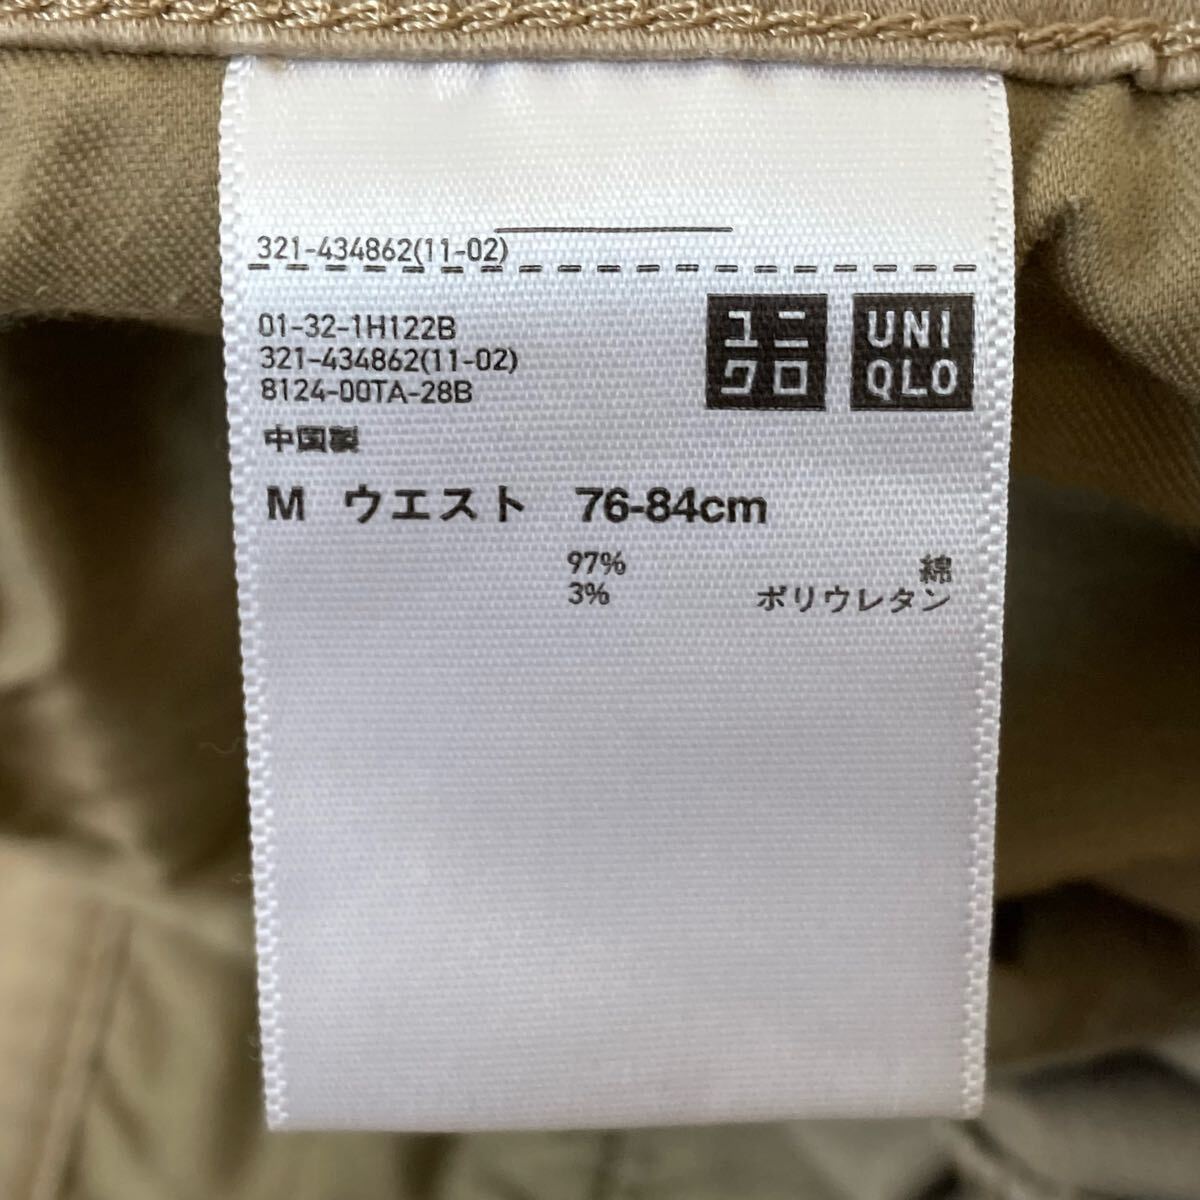 321-434862(11-02)
01-32-1H122B
321-434862(11-02)
8124-00TA-28B
中国製
ユニ
クロ
UNI
QLO
M ウエスト 76-84cm
97% 綿
3% ポリウレタン